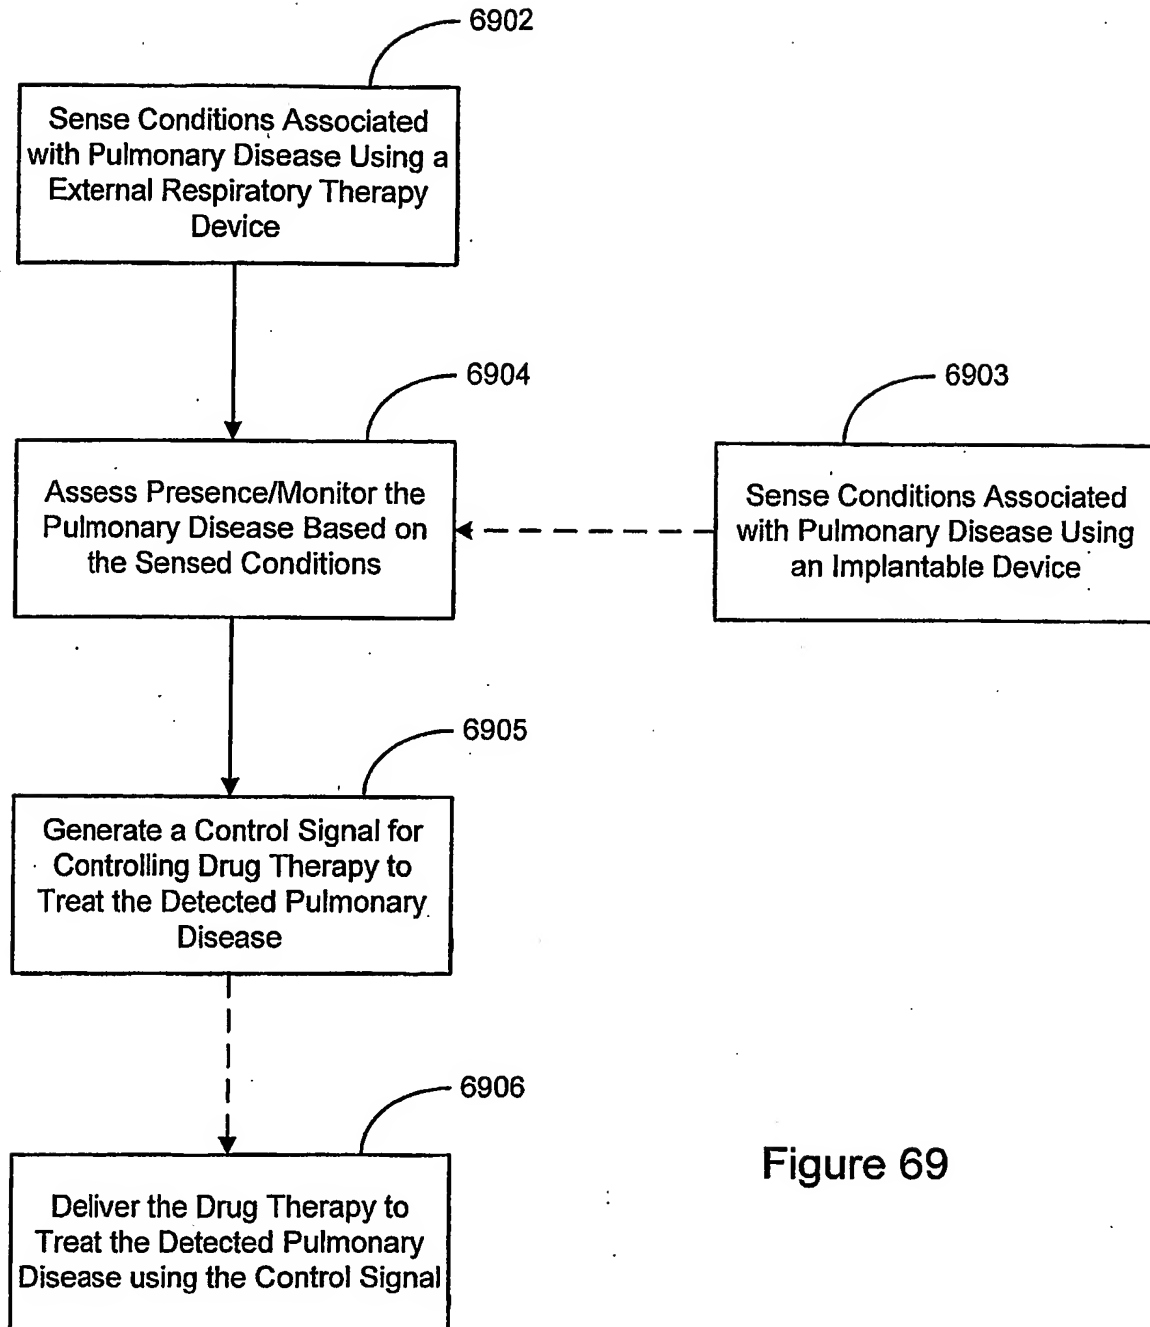 6902
Sense Conditions Associated
with Pulmonary Disease Using a
External Respiratory Therapy
Device
6904
Assess Presence/Monitor the
Pulmonary Disease Based on
the Sensed Conditions
6903
Sense Conditions Associated
with Pulmonary Disease Using
an Implantable Device
6905
Generate a Control Signal for
Controlling Drug Therapy to
Treat the Detected Pulmonary
Disease
6906
Deliver the Drug Therapy to
Treat the Detected Pulmonary
Disease using the Control Signal
Figure 69